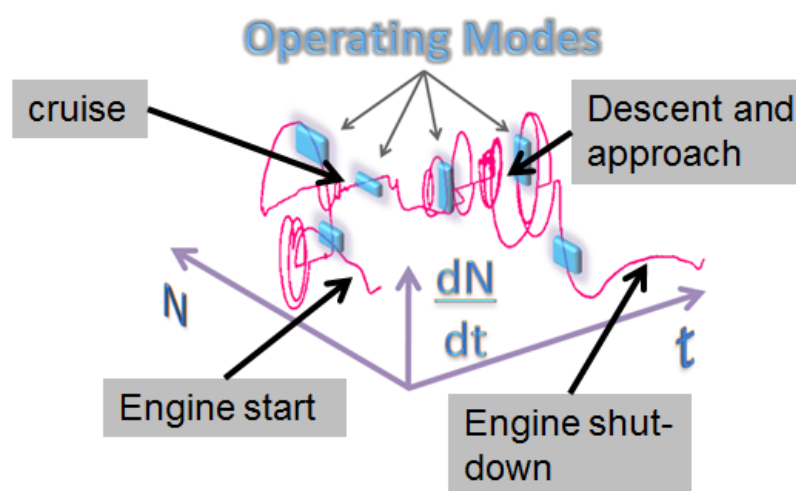 Operating Modes
cruise
Descent and
approach
N
dN
dt
t
Engine start
Engine shut-
down